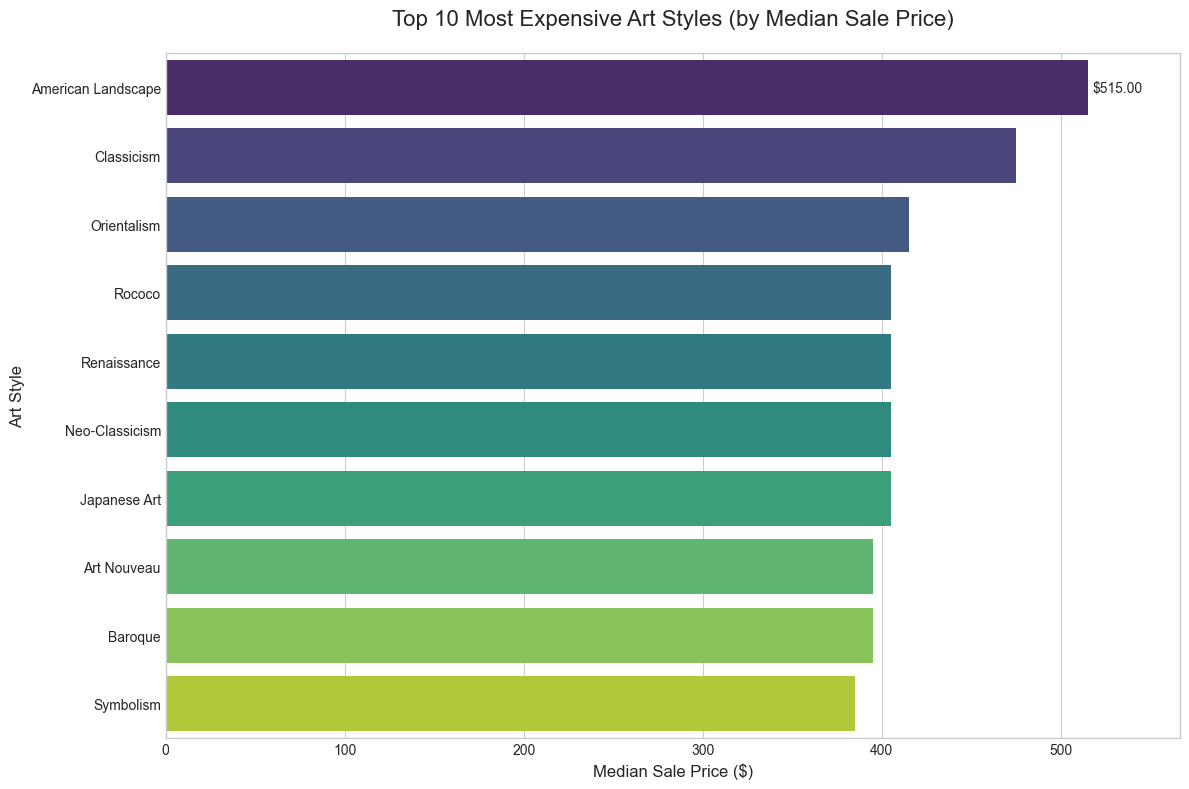 Top 10 Most Expensive Art Styles (by Median Sale Price)
American Landscape
$515.00
Classicism
Orientalism
Rococo
Renaissance
Neo-Classicism
Japanese Art
Art Nouveau
Baroque
Symbolism
Art Style
0 100 200 300 400 500
Median Sale Price ($)